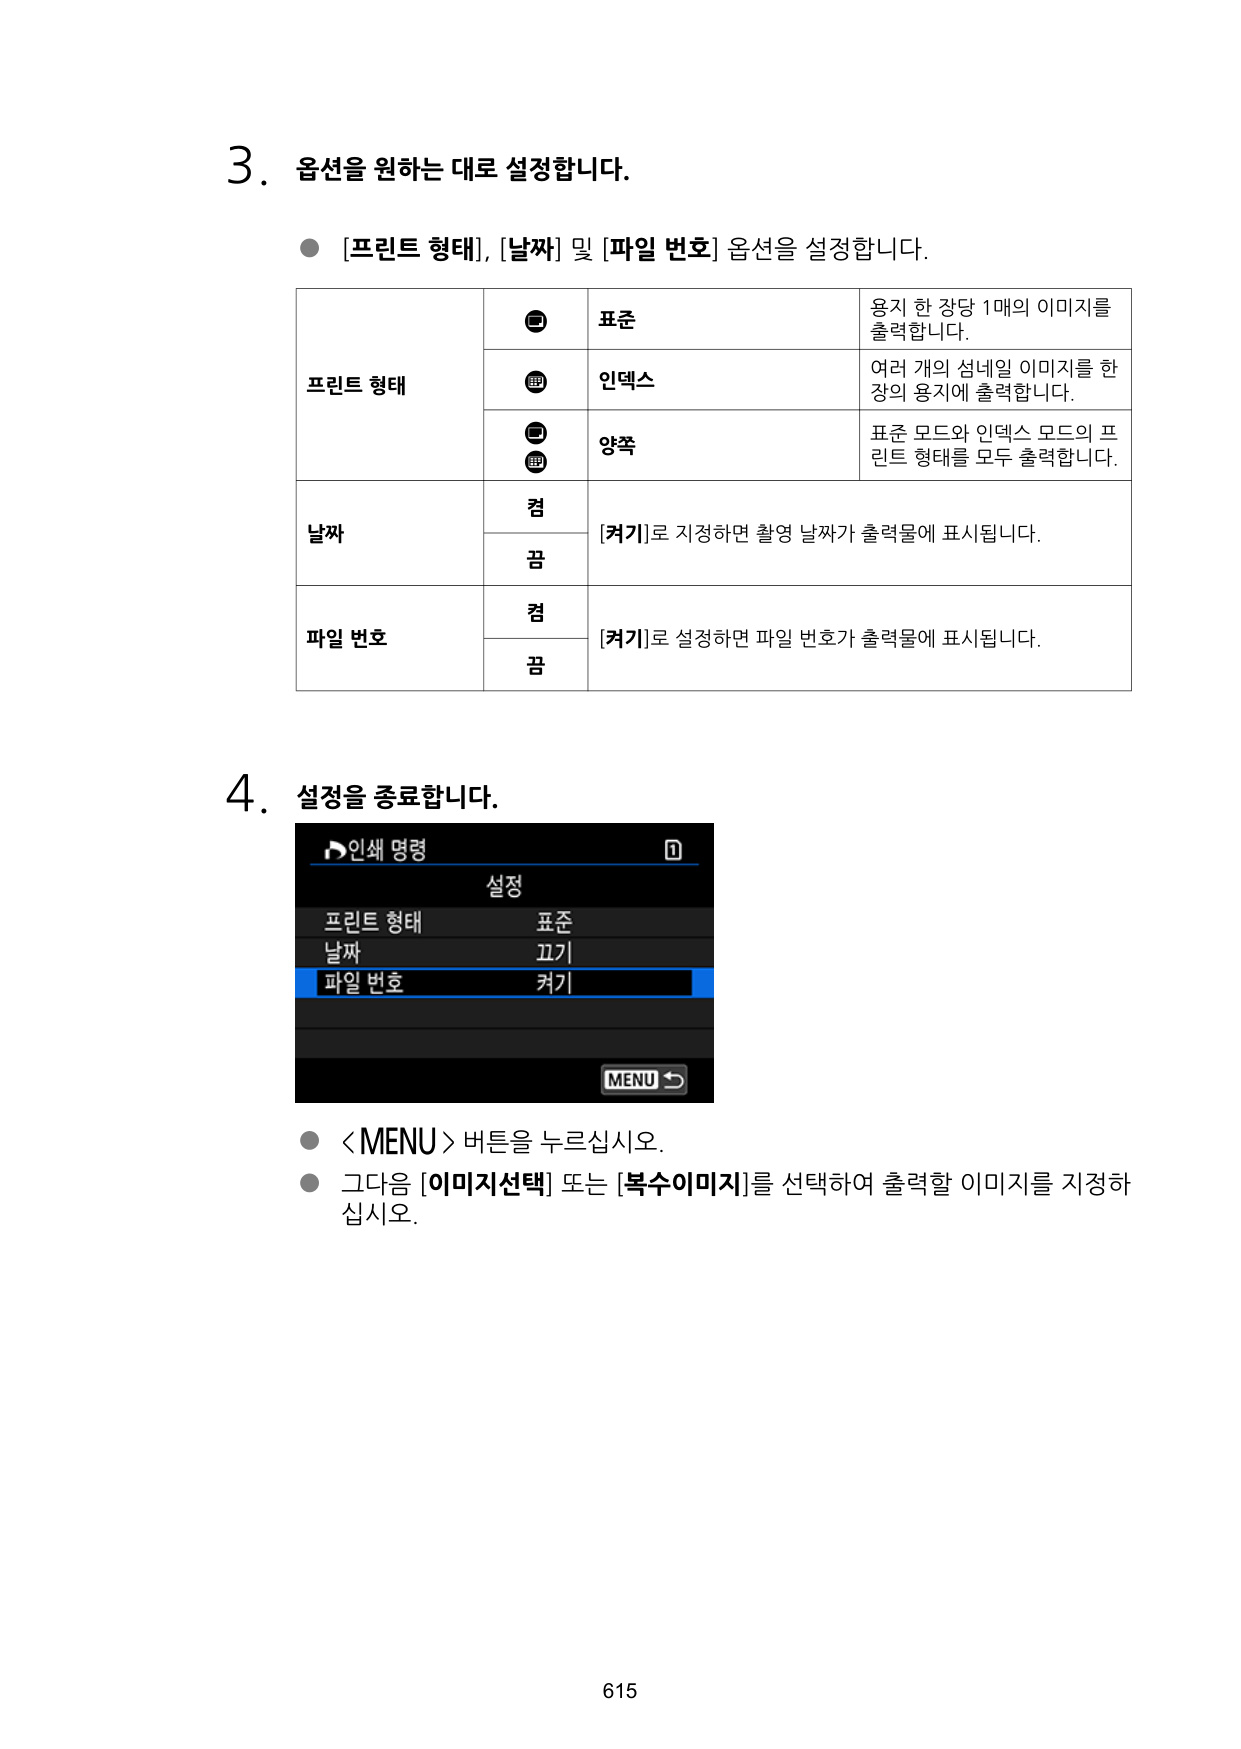 3. 옵션을 원하는 대로 설정합니다.
● [프린트 형태], [날짜] 및 [파일 번호] 옵션을 설정합니다.
프린트 형태
표준
용지 한 장당 1매의 이미지를
출력합니다.
인덱스
여러 개의 섬네일 이미지를 한
장의 용지에 출력합니다.
양쪽
표준 모드와 인덱스 모드의 프
린트 형태를 모두 출력합니다.
날짜
켬
끔
[켜기]로 지정하면 촬영 날짜가 출력물에 표시됩니다.
파일 번호
켬
끔
[켜기]로 설정하면 파일 번호가 출력물에 표시됩니다.
4. 설정을 종료합니다.
인쇄 명령 1
설정
프린트 형태 표준
날짜 끄기
파일 번호 켜기
MENU
● <MENU> 버튼을 누르십시오.
● 그다음 [이미지선택] 또는 [복수이미지]를 선택하여 출력할 이미지를 지정하
십시오.
615